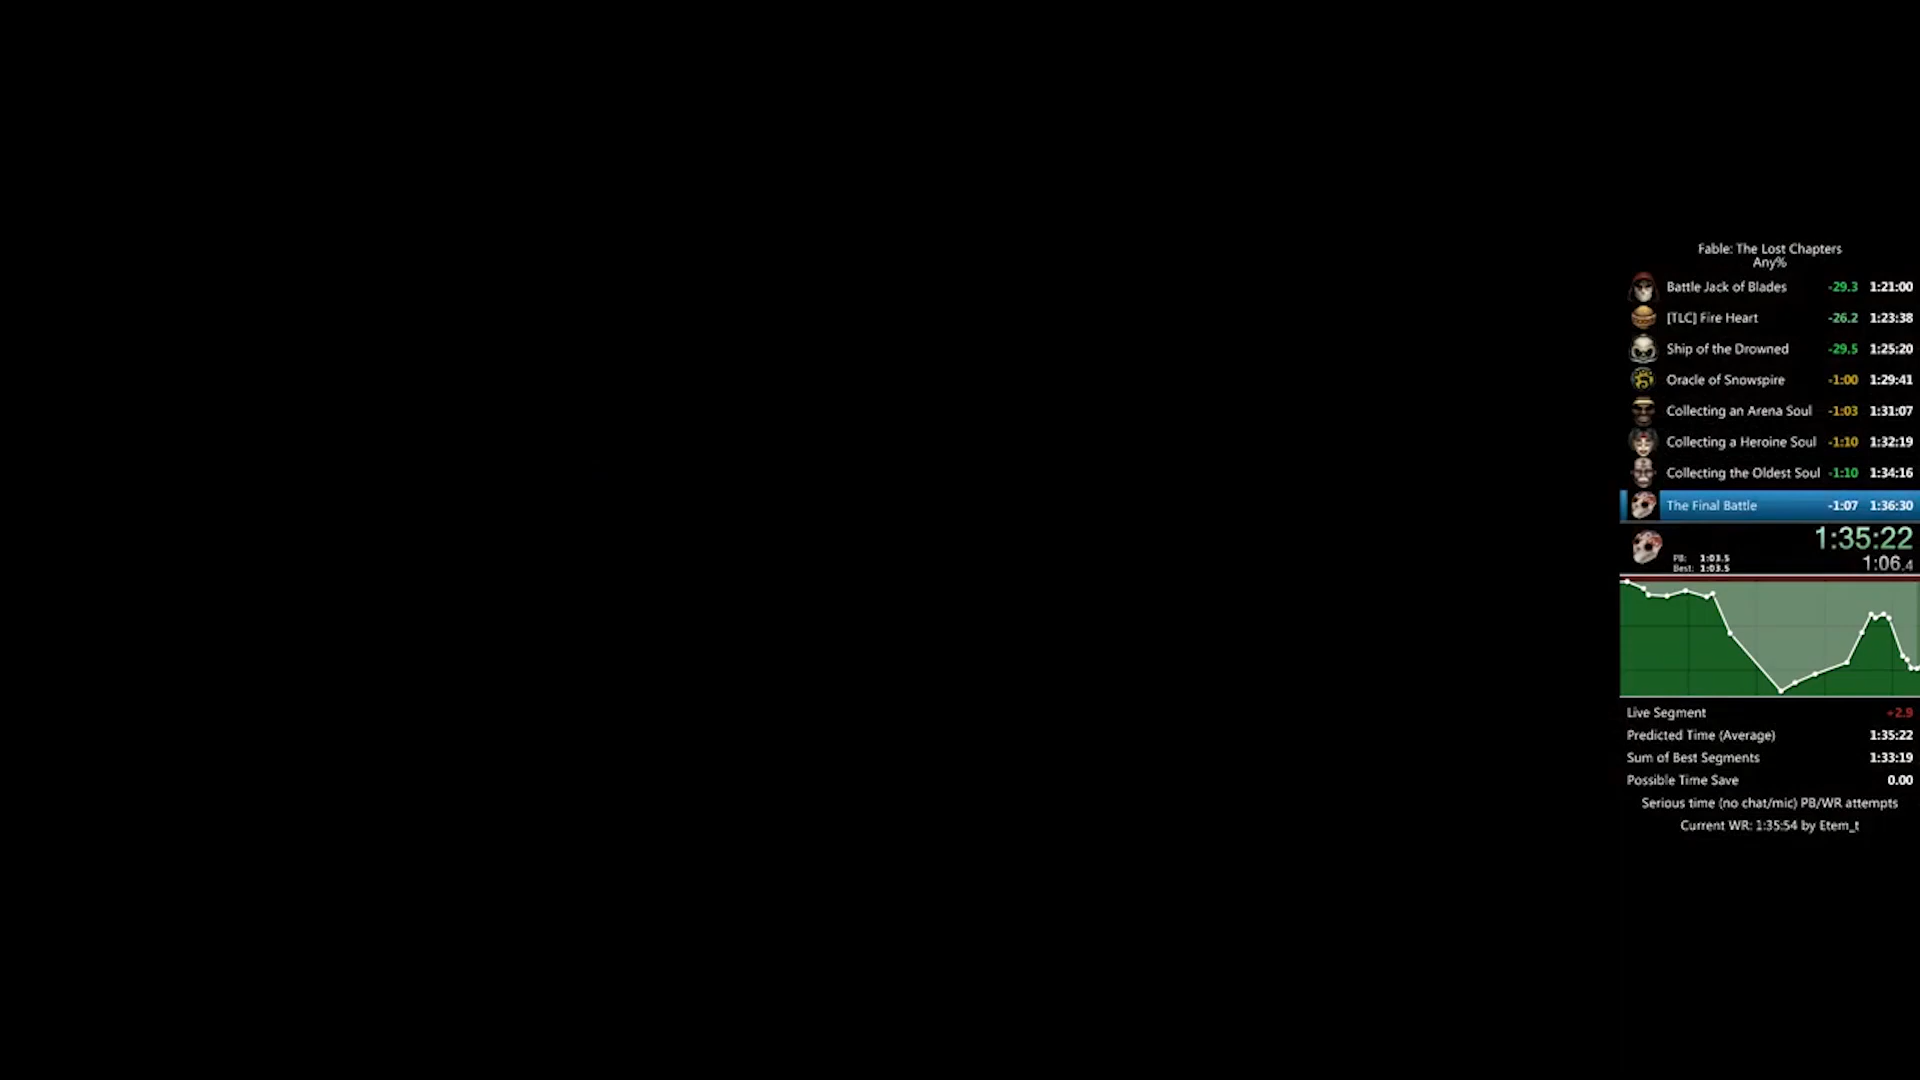 Fable: The Lost Chapters
Any%
Battle Jack of Blades -29.3 1:21:00
[TLC] Fire Heart -26.2 1:23:38
Ship of the Drowned -29.5 1:25:20
Oracle of Snowspire -1:00 1:29:41
Collecting an Arena Soul -1:03 1:31:07
Collecting a Heroine Soul -1:10 1:32:19
Collecting the Oldest Soul -1:10 1:34:16
The Final Battle -1:07 1:36:30
1:35:22
PB: 1:03.5 1:06.4
Best: 1:03.5
Live Segment +2.9
Predicted Time (Average) 1:35:22
Sum of Best Segments 1:33:19
Possible Time Save 0.00
Serious time (no chat/mic) PB/WR attempts
Current WR: 1:35:54 by Etem_t